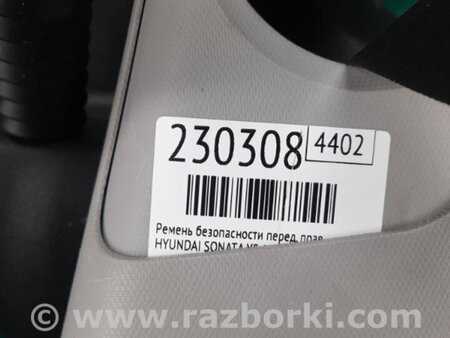 230308 4402
Ремень безопасности перед. прав
HYUNDAI SONATA
© www.razborki.com